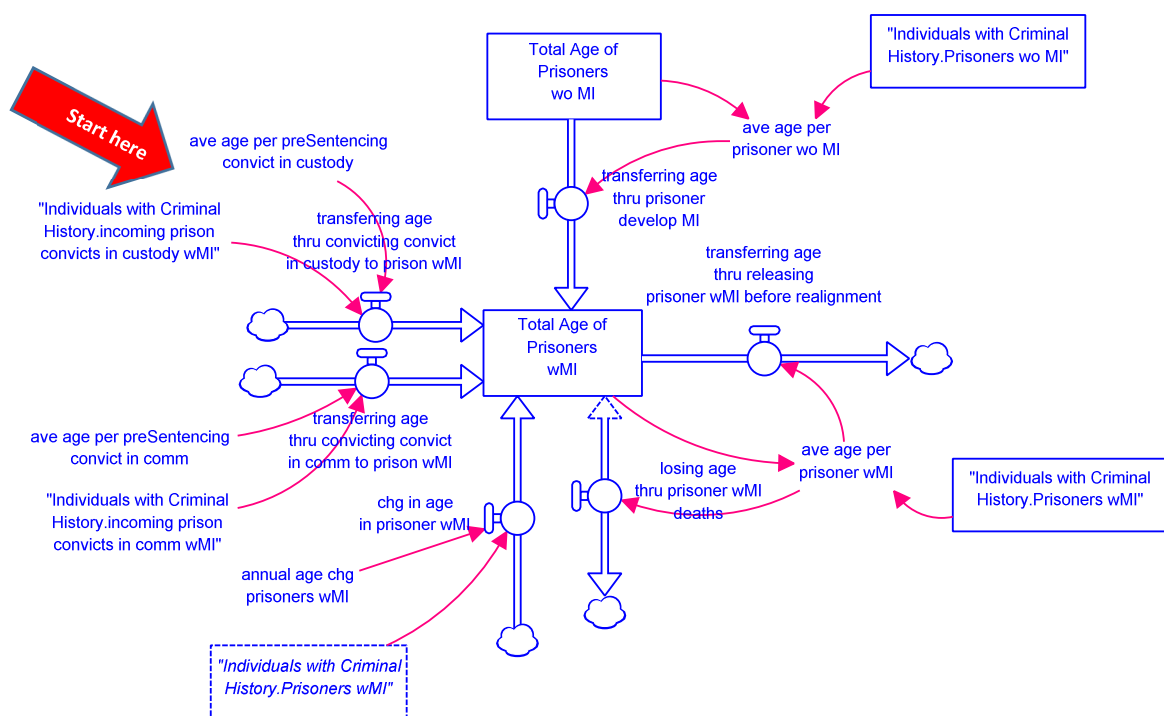 Start here
ave age per preSentencing
convict in custody
"Individuals with Criminal
History.incoming prison
convicts in custody wMI"
transferring age
thru convicting convict
in custody to prison wMI
Total Age of
Prisoners
wo MI
"Individuals with Criminal
History.Prisoners wo MI"
ave age per
prisoner wo MI
transferring age
thru prisoner
develop MI
transferring age
thru releasing
prisoner wMI before realignment
Total Age of
Prisoners
wMI
ave age per preSentencing
convict in comm
transferring age
thru convicting convict
in comm to prison wMI
"Individuals with Criminal
History.incoming prison
convicts in comm wMI"
chg in age
in prisoner wMI
losing age
thru prisoner wMI
deaths
ave age per
prisoner wMI
"Individuals with Criminal
History.Prisoners wMI"
annual age chg
prisoners wMI
"Individuals with Criminal
History.Prisoners wMI"